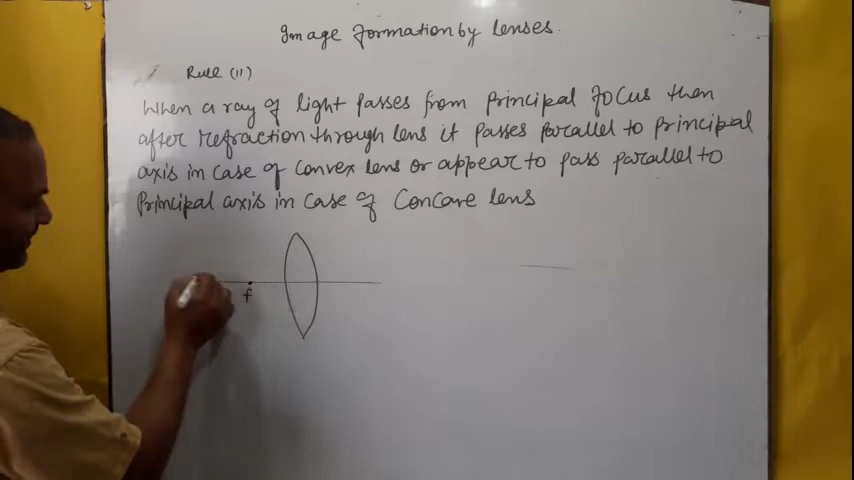 Image formation by lenses.
Rule (11)
When a ray of light passes from principal focus then
after refraction through lens it passes parallel to principal
axis in case of convex lens or appear to pass parallel to
Principal axis in case of Concave lens
f